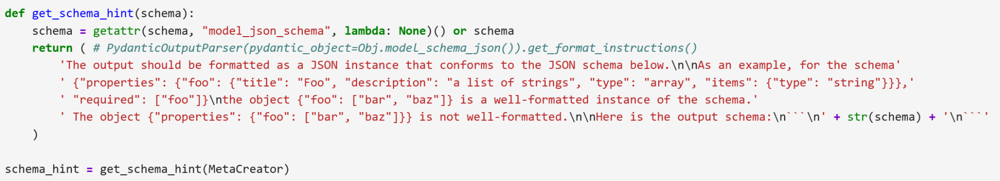 def get_schema_hint(schema):
    schema = getattr(schema, "model_json_schema", lambda: None)() or schema
    return ( # PydanticOutputParser(pydantic_object=Obj.model_schema_json()).get_format_instructions()
        'The output should be formatted as a JSON instance that conforms to the JSON schema below.\n\nAs an example, for the schema'
        ' {"properties": {"foo": {"title": "Foo", "description": "a list of strings", "type": "array", "items": {"type": "string"}}},'
        ' "required": ["foo"]}\nthe object {"foo": ["bar", "baz"]} is a well-formatted instance of the schema.'
        ' The object {"properties": {"foo": ["bar", "baz"]}} is not well-formatted.\n\nHere is the output schema:\n```\n' + str(schema) + '\n```'
    )

schema_hint = get_schema_hint(MetaCreator)